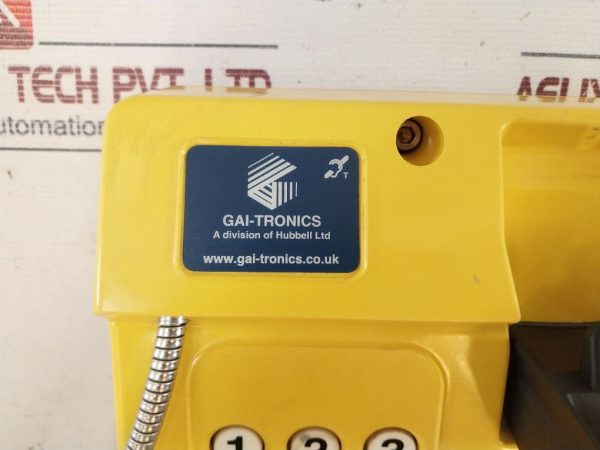 TECH PVT. LTD
utomation
GAI-TRONICS
A division of Hubbell Ltd
www.gai-tronics.co.uk
T
1 2 3